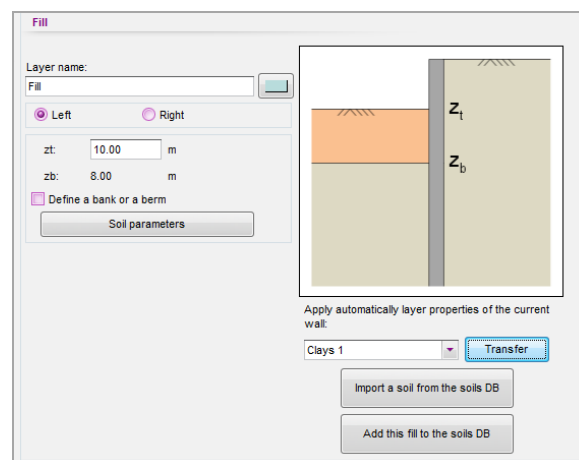 Fill
Layer name:
Fill
Left Right
zt: 10.00 m
zb: 8.00 m
Define a bank or a berm
Soil parameters
Zt
Zb
Apply automatically layer properties of the current
wall:
Clays 1 Transfer
Import a soil from the soils DB
Add this fill to the soils DB